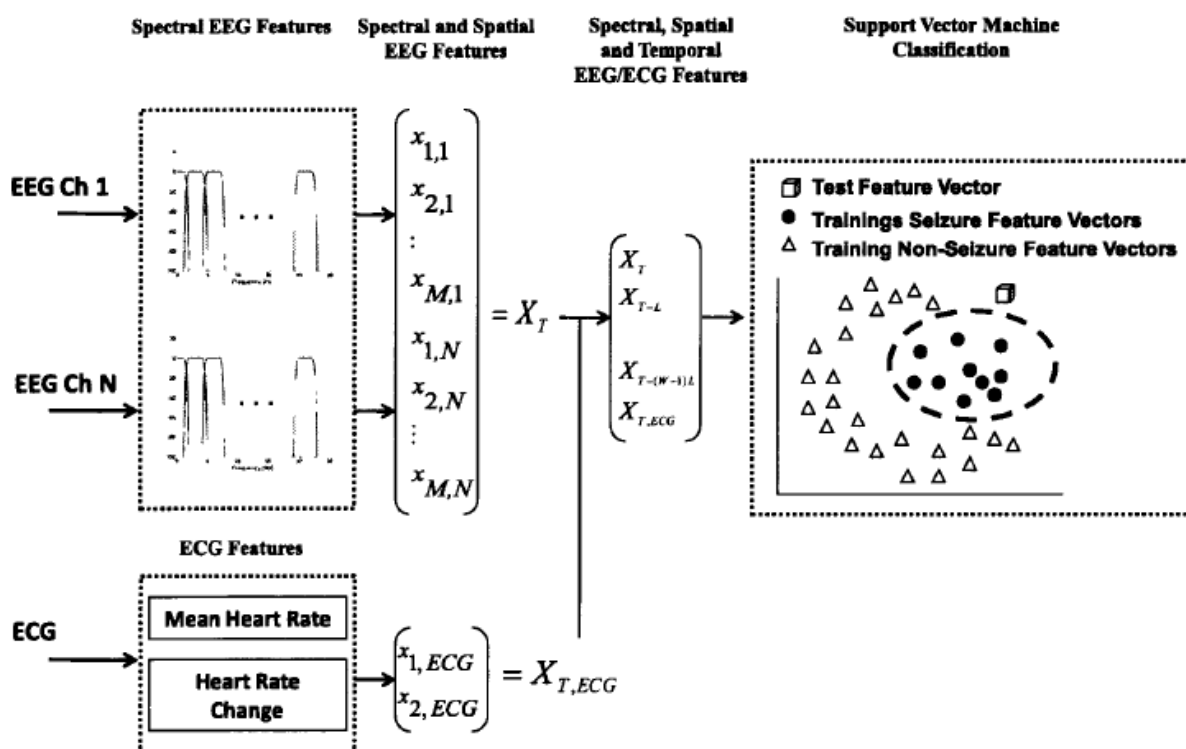 Spectral EEG Features
Spectral and Spatial
EEG Features
Spectral, Spatial
and Temporal
EEG/ECG Features
Support Vector Machine
Classification
EEG Ch 1
EEG Ch N
x1,1
x2,1
⋮
xM,1
x1,N
x2,N
⋮
xM,N
= XT
XT
XT-L
XT-(W-1)L
XT,ECG
Test Feature Vector
Trainings Seizure Feature Vectors
Training Non-Seizure Feature Vectors
ECG Features
ECG
Mean Heart Rate
Heart Rate
Change
x1,ECG
x2,ECG
= XT,ECG